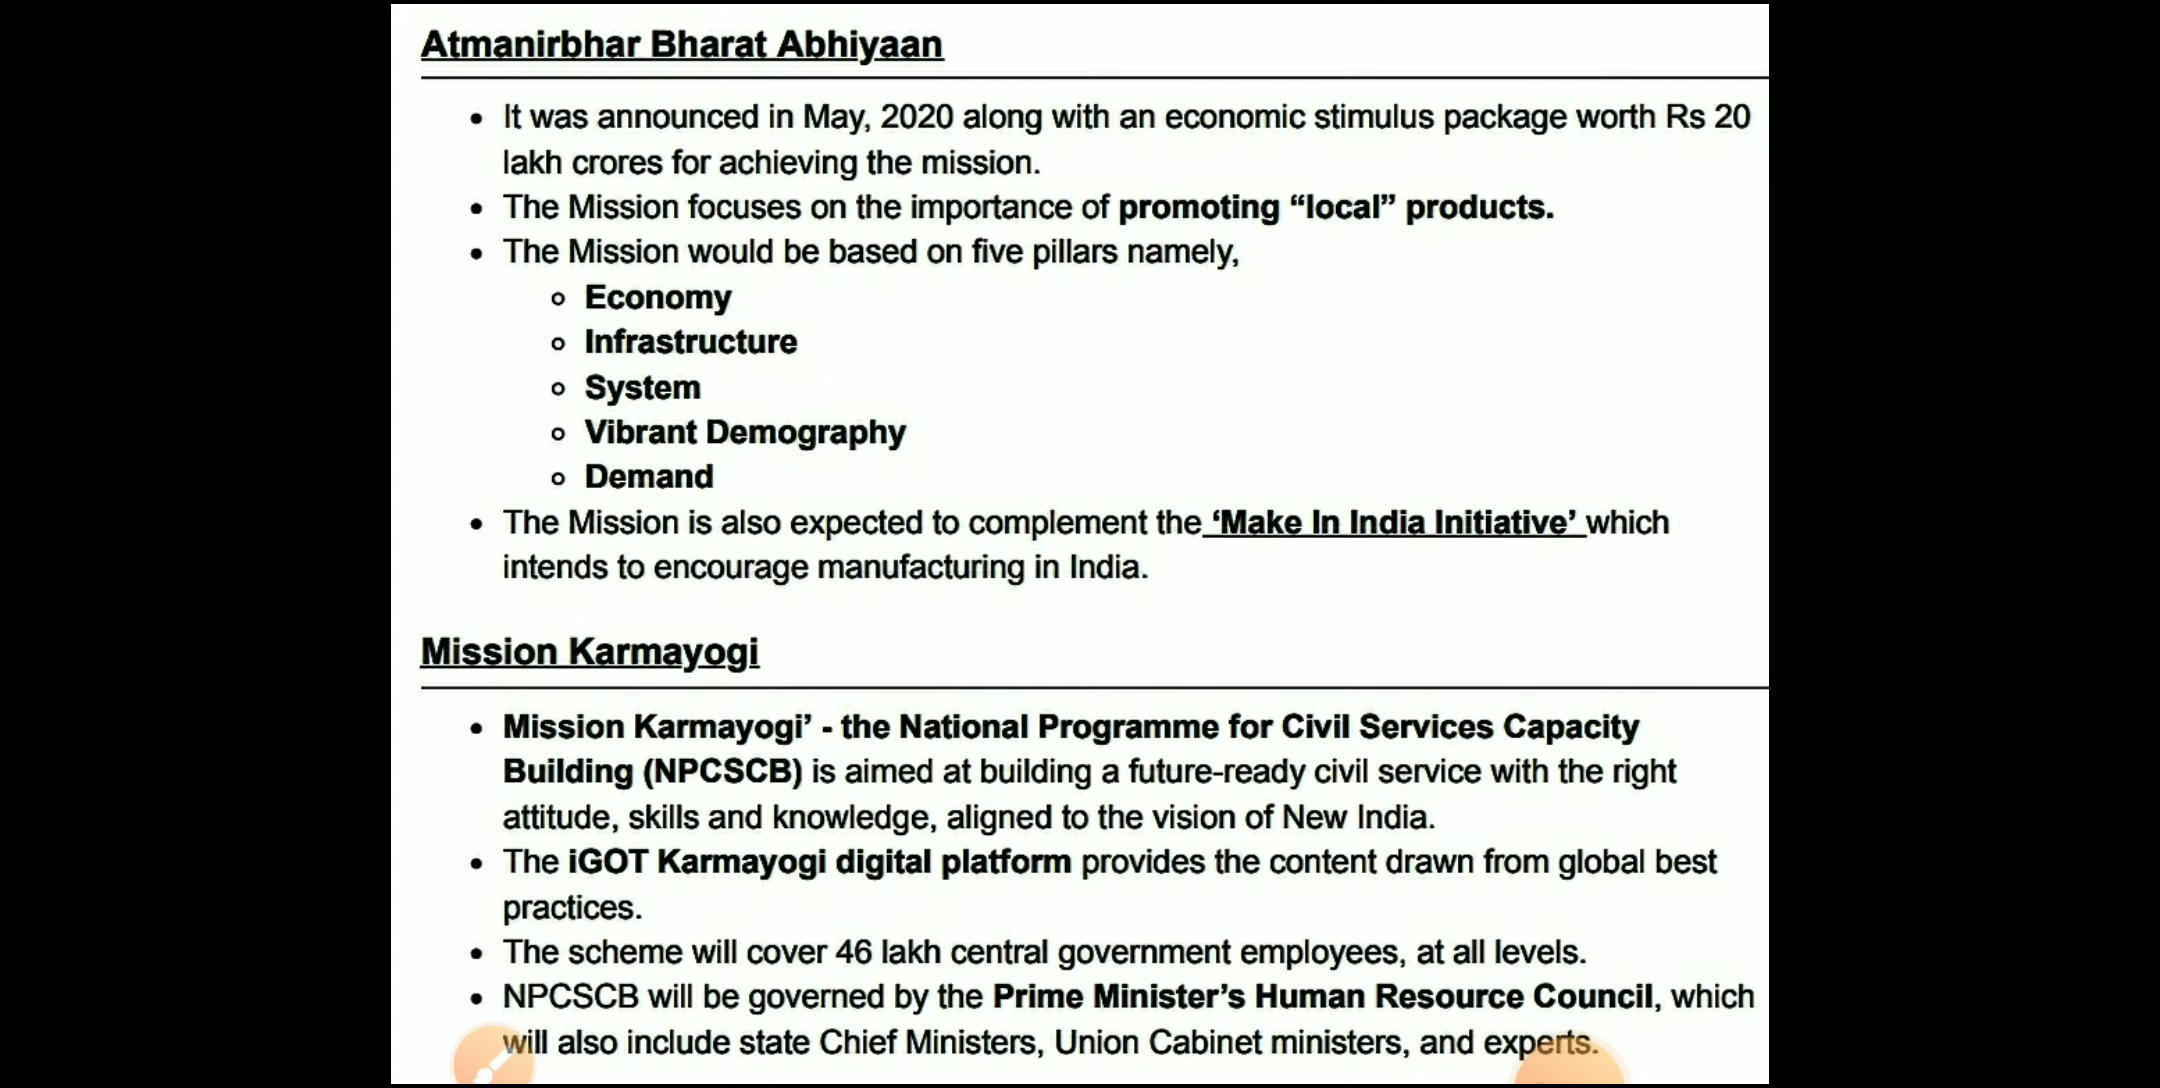 Atmanirbhar Bharat Abhiyaan
• It was announced in May, 2020 along with an economic stimulus package worth Rs 20
lakh crores for achieving the mission.
• The Mission focuses on the importance of promoting “local” products.
• The Mission would be based on five pillars namely,
o Economy
o Infrastructure
o System
o Vibrant Demography
o Demand
• The Mission is also expected to complement the ‘Make In India Initiative’ which
intends to encourage manufacturing in India.
Mission Karmayogi
• Mission Karmayogi’ - the National Programme for Civil Services Capacity
Building (NPCSCB) is aimed at building a future-ready civil service with the right
attitude, skills and knowledge, aligned to the vision of New India.
• The iGOT Karmayogi digital platform provides the content drawn from global best
practices.
• The scheme will cover 46 lakh central government employees, at all levels.
• NPCSCB will be governed by the Prime Minister’s Human Resource Council, which
will also include state Chief Ministers, Union Cabinet ministers, and experts.